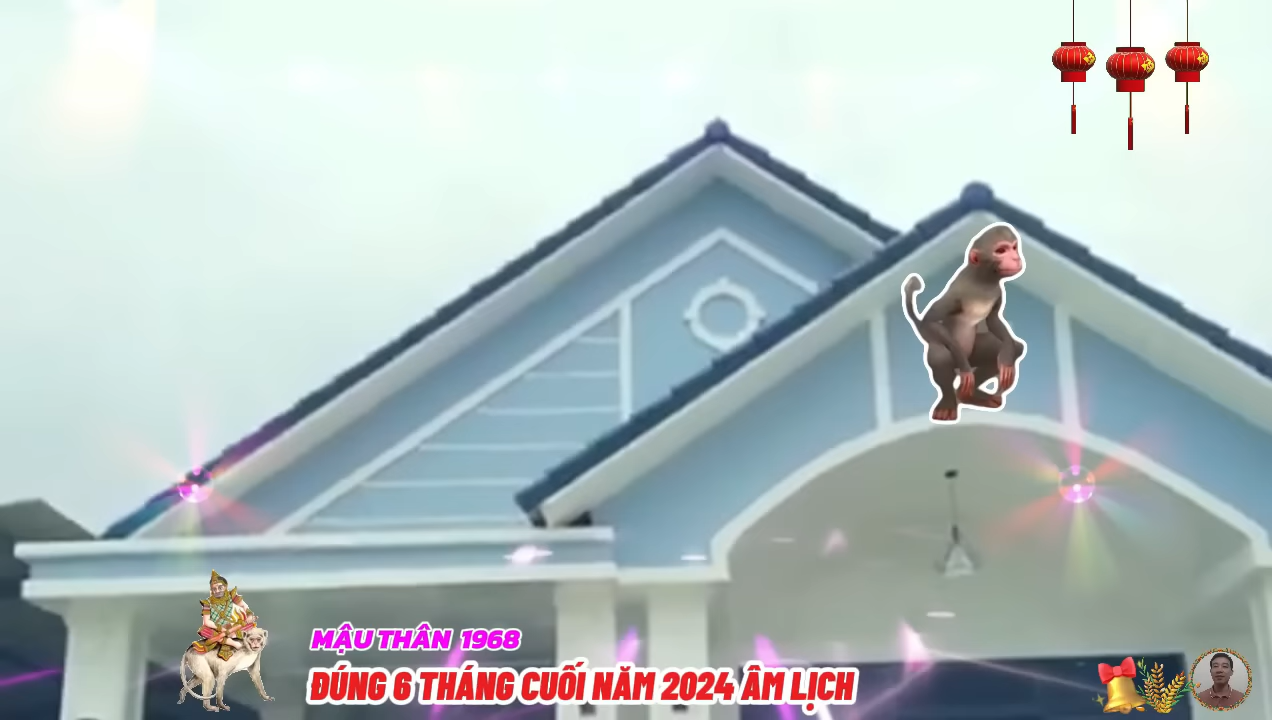 MẬU THÂN 1968
ĐÚNG 6 THÁNG CUỐI NĂM 2024 ÂM LỊCH